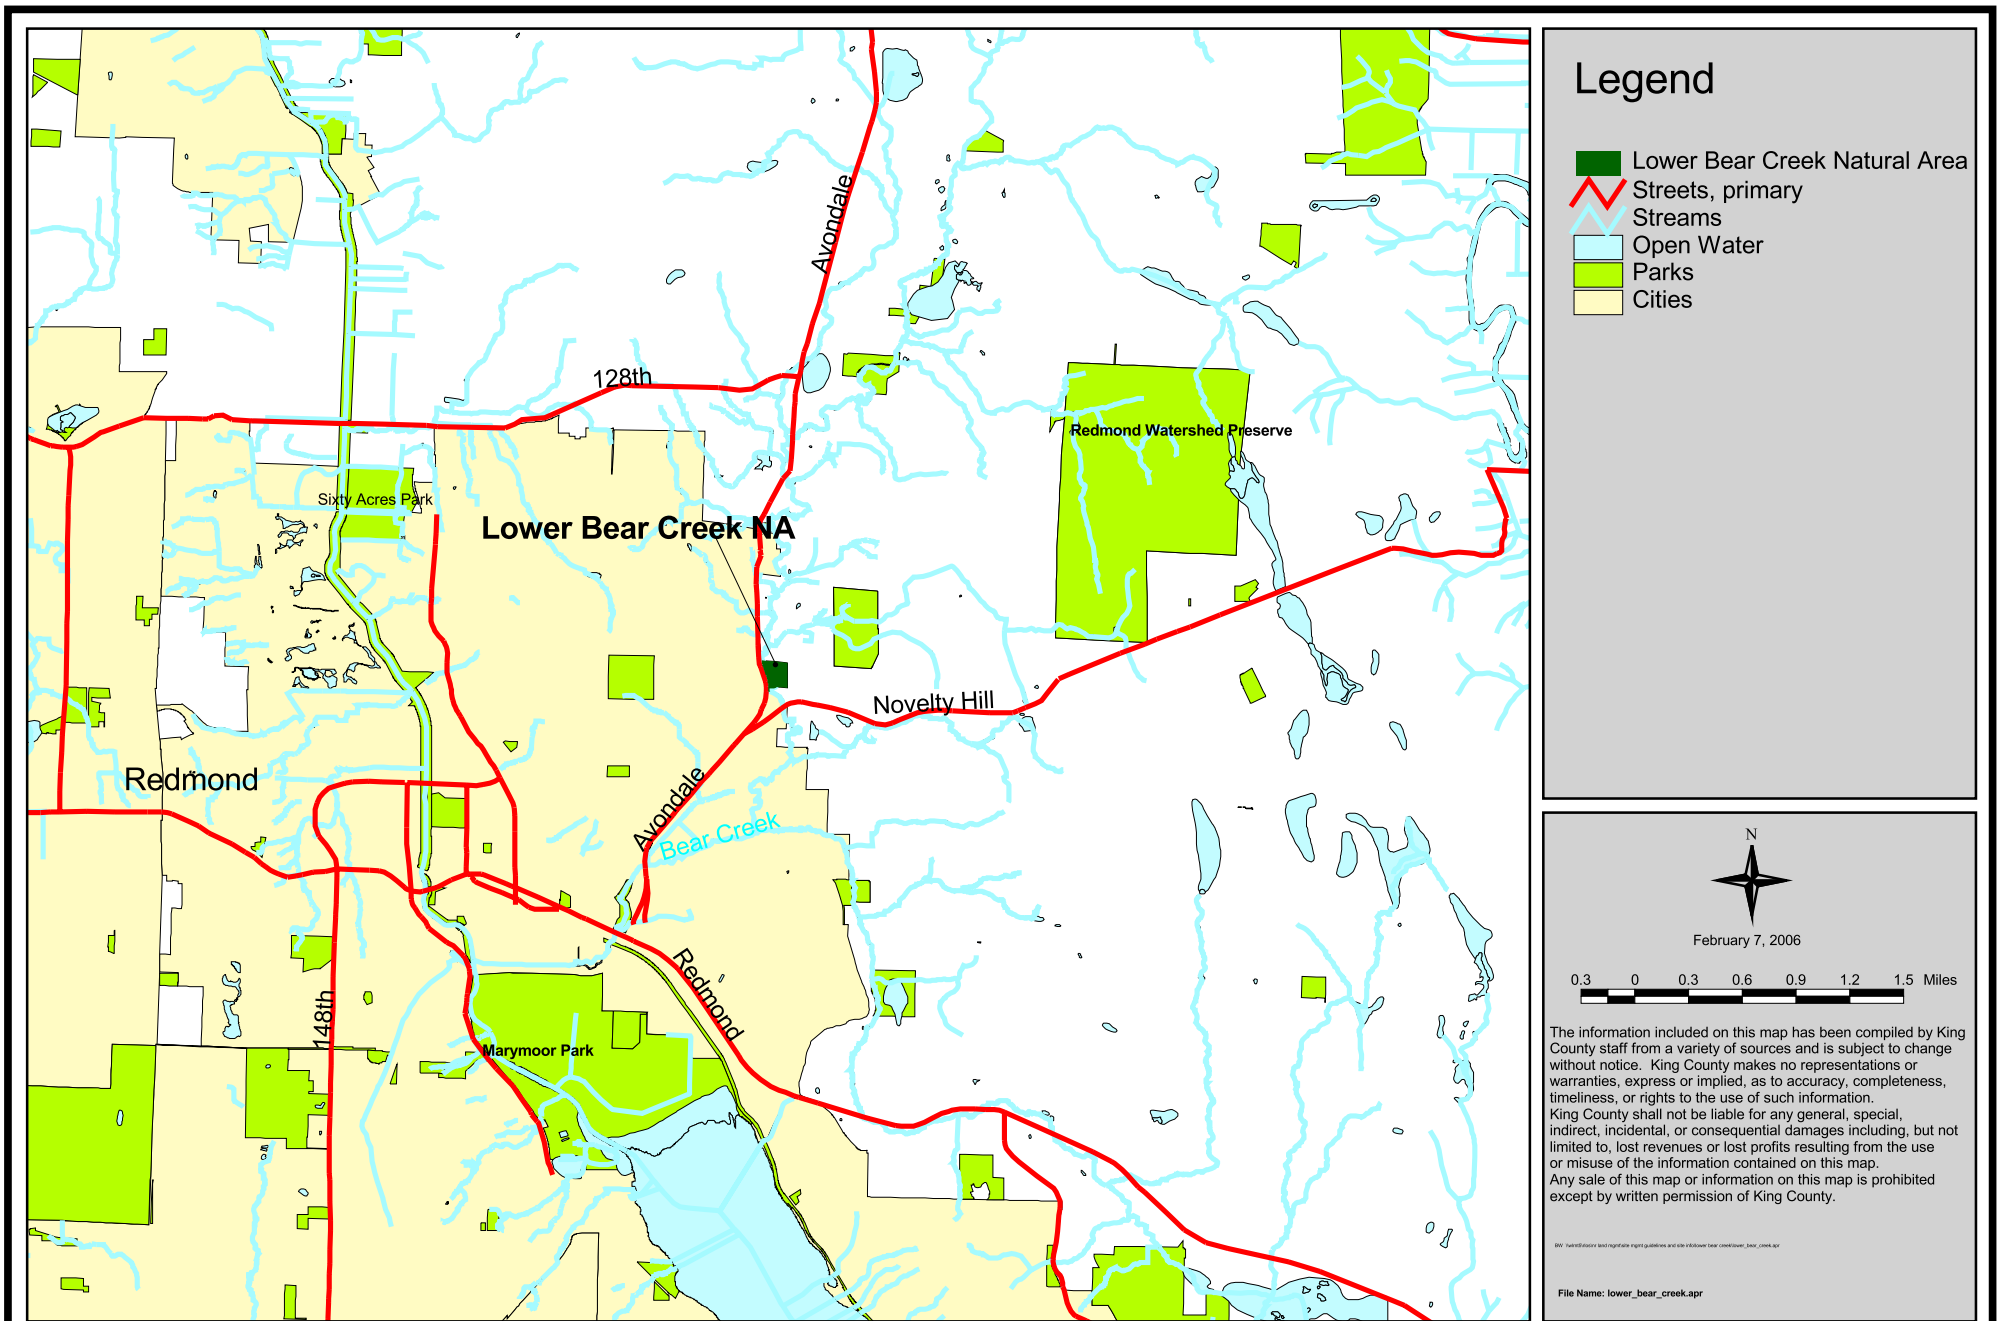 Avondale
128th
Redmond Watershed Preserve
Sixty Acres Park
Lower Bear Creek NA
Novelty Hill
Redmond
Avondale
Bear Creek
Redmond
148th
Marymoor Park
Legend
Lower Bear Creek Natural Area
Streets, primary
Streams
Open Water
Parks
Cities
N
February 7, 2006
0.3 0 0.3 0.6 0.9 1.2 1.5 Miles
The information included on this map has been compiled by King
County staff from a variety of sources and is subject to change
without notice. King County makes no representations or
warranties, express or implied, as to accuracy, completeness,
timeliness, or rights to the use of such information.
King County shall not be liable for any general, special,
indirect, incidental, or consequential damages including, but not
limited to, lost revenues or lost profits resulting from the use
or misuse of the information contained on this map.
Any sale of this map or information on this map is prohibited
except by written permission of King County.
File Name: lower_bear_creek.apr